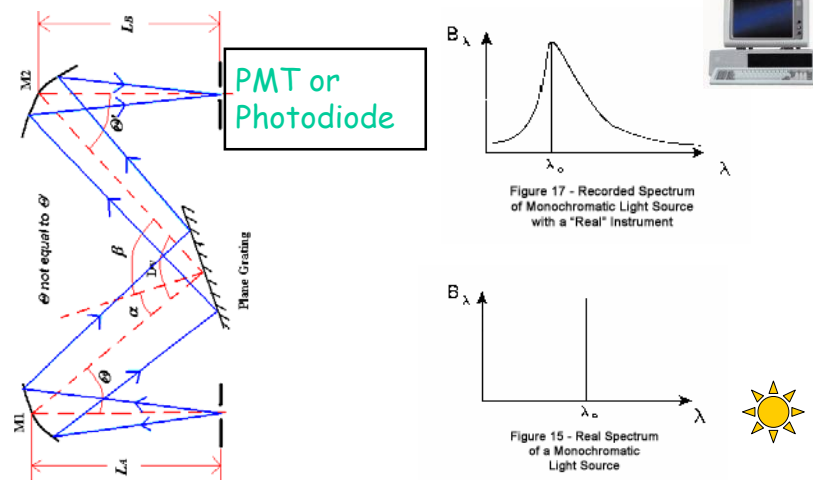 M2
L_B
PMT or
Photodiode
Θ'
Θ not equal to Θ'
β
D_V
α
Plane Grating
Θ
M1
L_A
B_λ
λ_o
λ
Figure 17 - Recorded Spectrum
of Monochromatic Light Source
with a "Real" Instrument
B_λ
λ_o
λ
Figure 15 - Real Spectrum
of a Monochromatic
Light Source